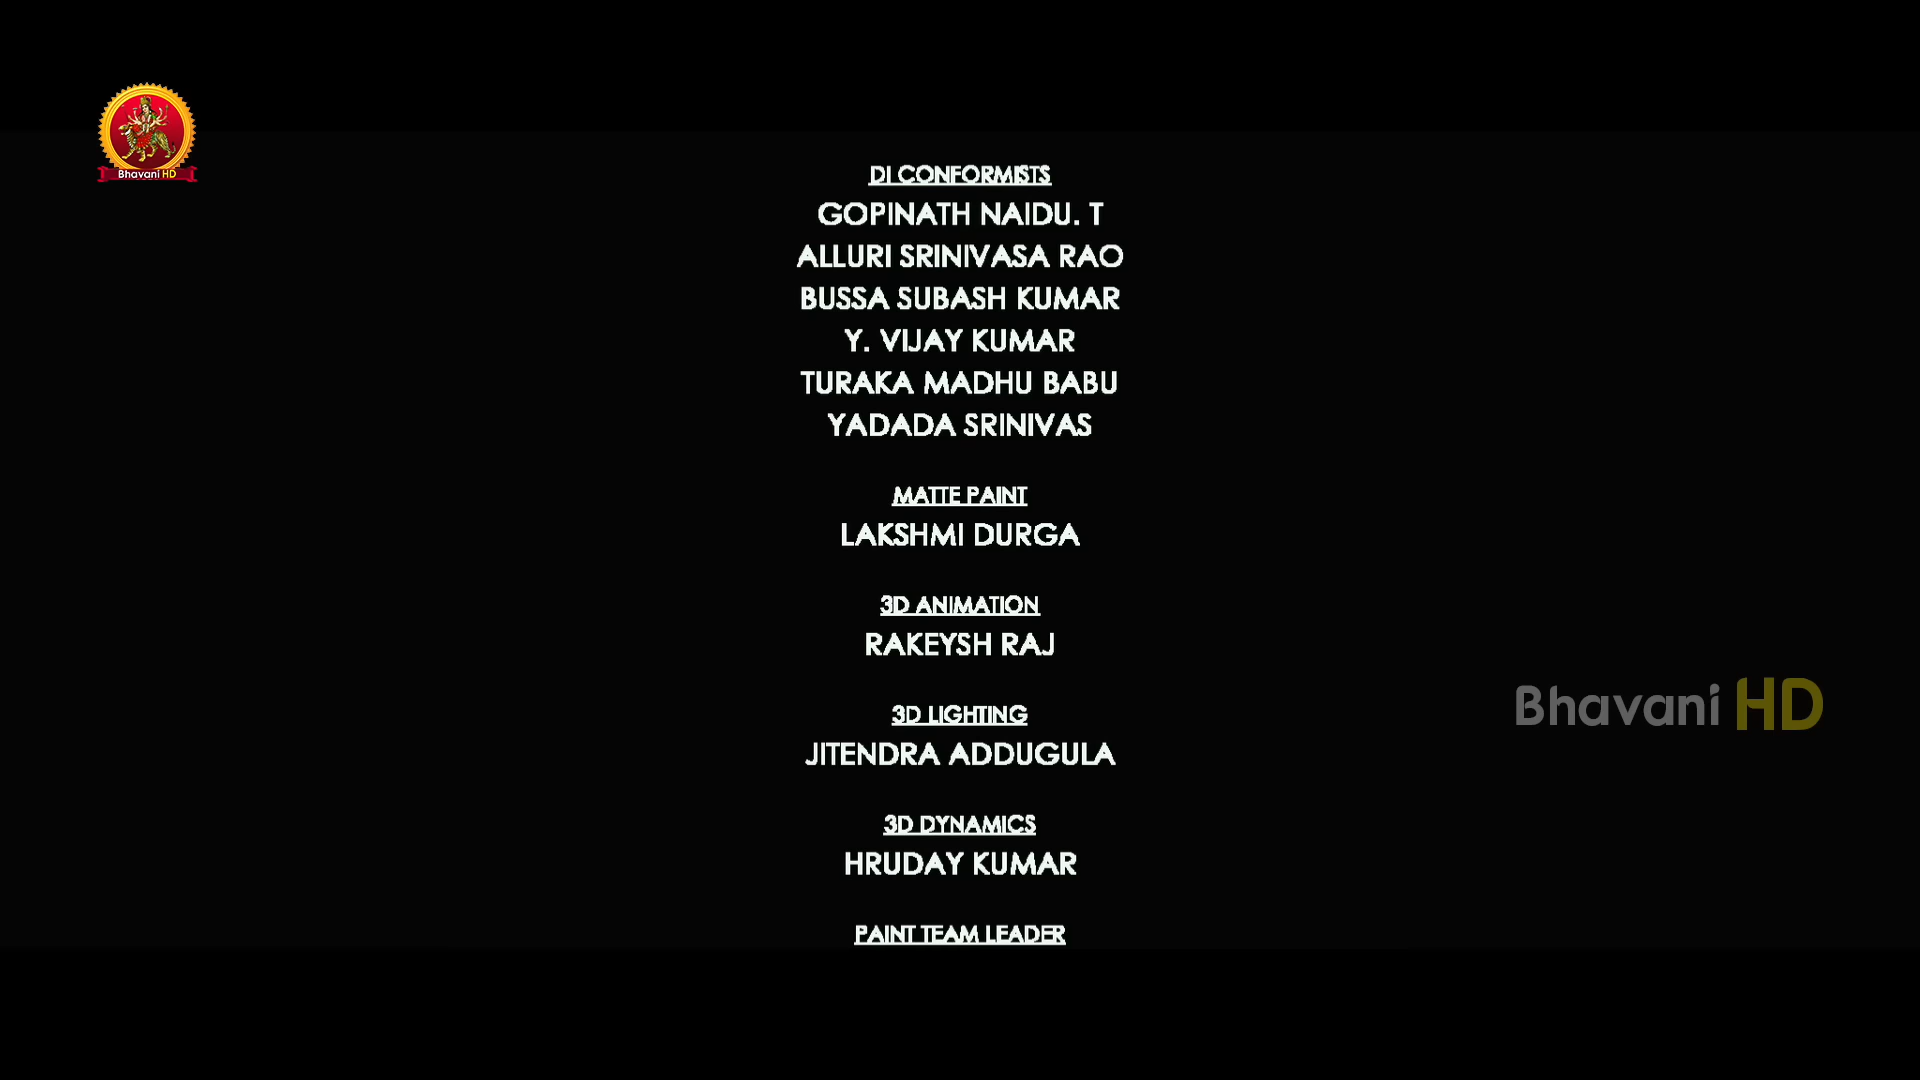 Bhavani HD
DI CONFORMISTS
GOPINATH NAIDU. T
ALLURI SRINIVASA RAO
BUSSA SUBASH KUMAR
Y. VIJAY KUMAR
TURAKA MADHU BABU
YADADA SRINIVAS
MATTE PAINT
LAKSHMI DURGA
3D ANIMATION
RAKEYSH RAJ
3D LIGHTING
JITENDRA ADDUGULA
Bhavani HD
3D DYNAMICS
HRUDAY KUMAR
PAINT TEAM LEADER